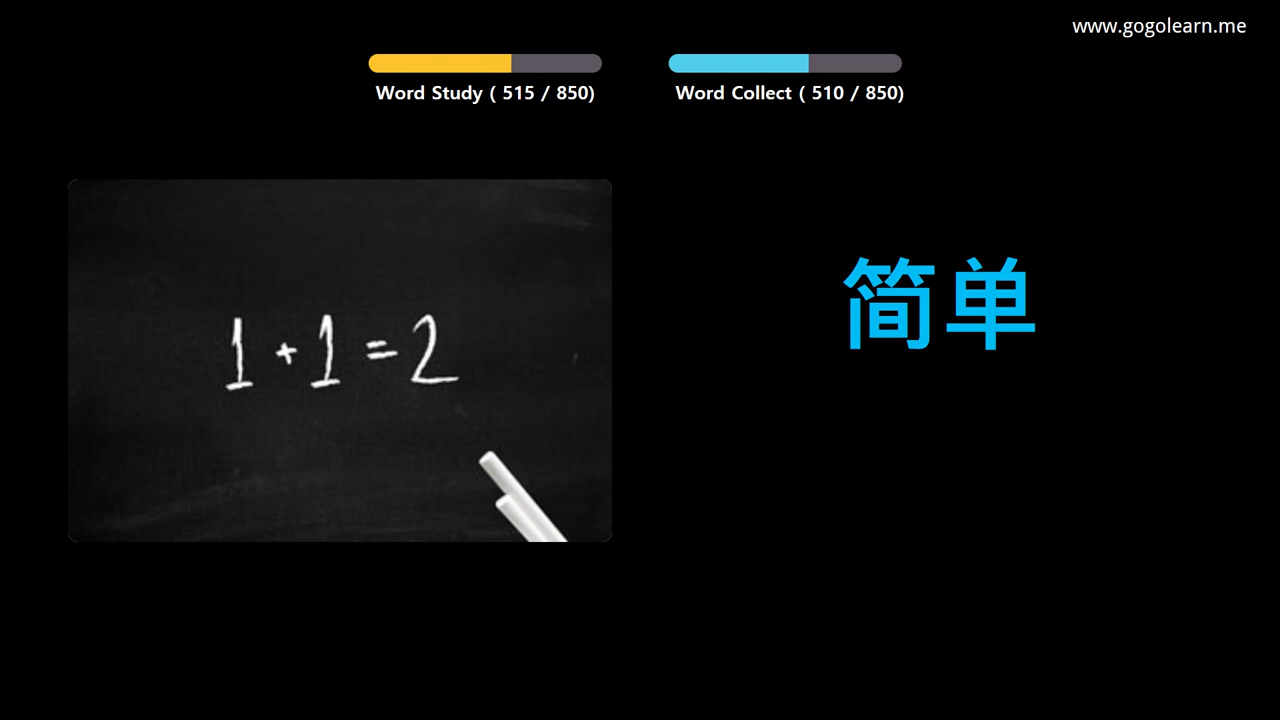 www.gogolearn.me
Word Study ( 515 / 850)
Word Collect ( 510 / 850)
1 + 1 = 2
简单